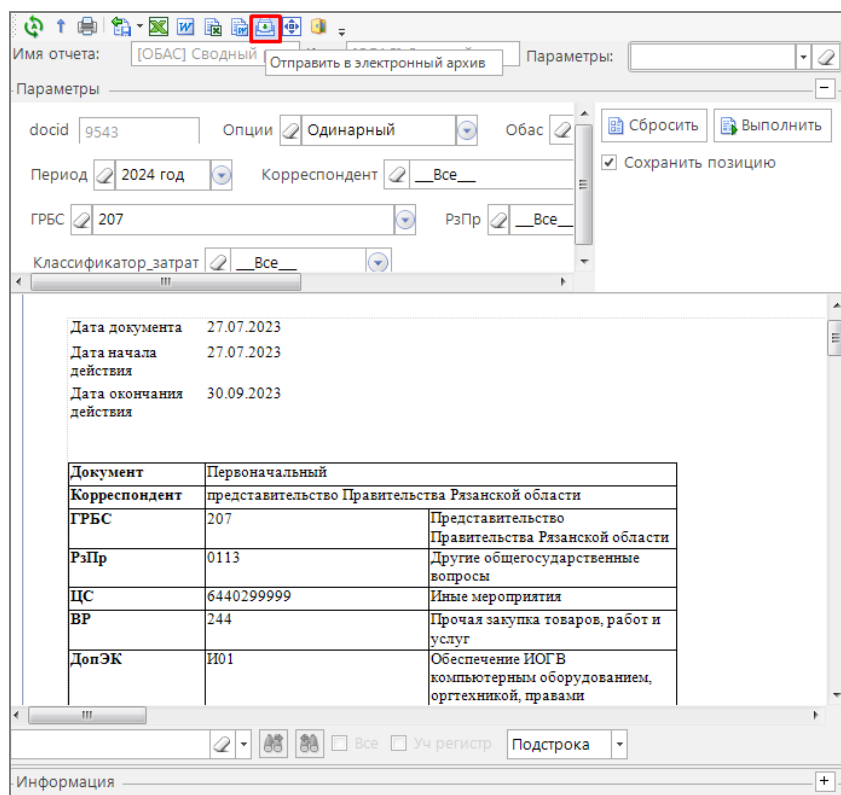 Имя отчета: [ОБАС] Сводный Параметры:
Отправить в электронный архив
Параметры
docid 9543 Опции Одинарный Обас Сбросить Выполнить
Период 2024 год Корреспондент __Все__ Сохранить позицию
ГРБС 207 РзПр __Все__
Классификатор_затрат __Все__
Дата документа 27.07.2023
Дата начала 27.07.2023
действия
Дата окончания 30.09.2023
действия
Документ Первоначальный
Корреспондент представительство Правительства Рязанской области
ГРБС 207 Представительство
Правительства Рязанской области
РзПр 0113 Другие общегосударственные
вопросы
ЦС 6440299999 Иные мероприятия
ВР 244 Прочая закупка товаров, работ и
услуг
ДопЭК И01 Обеспечение ИОГВ
компьютерным оборудованием,
оргтехникой, правами
Все Уч регистр Подстрока
Информация